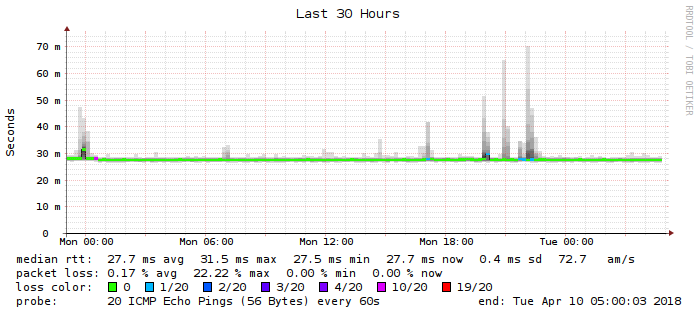 Last 30 Hours
RRDTOOL / TOBI OETIKER
Seconds
70 m
60 m
50 m
40 m
30 m
20 m
10 m
0
Mon 00:00 Mon 06:00 Mon 12:00 Mon 18:00 Tue 00:00
median rtt: 27.7 ms avg 31.5 ms max 27.5 ms min 27.7 ms now 0.4 ms sd 72.7 am/s
packet loss: 0.17 % avg 22.22 % max 0.00 % min 0.00 % now
loss color: 0 1/20 2/20 3/20 4/20 10/20 19/20
probe: 20 ICMP Echo Pings (56 Bytes) every 60s end: Tue Apr 10 05:00:03 2018